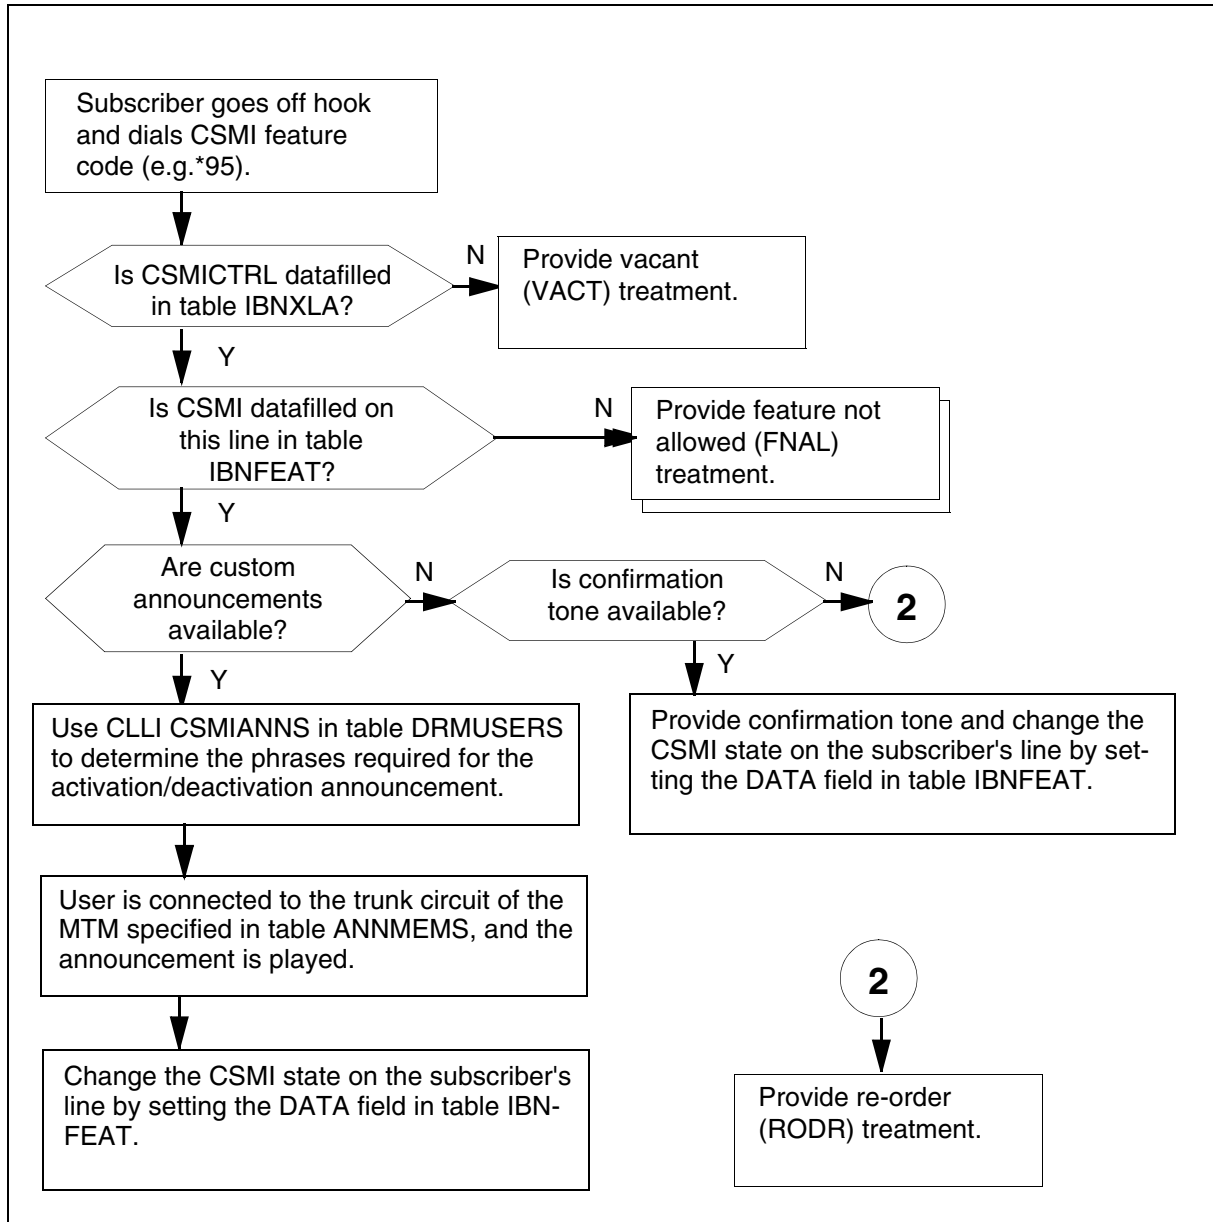 Subscriber goes off hook
and dials CSMI feature
code (e.g.*95).
Is CSMICTRL datafilled
in table IBNXLA?
N
Provide vacant
(VACT) treatment.
Y
Is CSMI datafilled on
this line in table
IBNFEAT?
N
Provide feature not
allowed (FNAL)
treatment.
Y
Are custom
announcements
available?
N
Is confirmation
tone available?
N
2
Y
Y
Use CLLI CSMIANNS in table DRMUSERS
to determine the phrases required for the
activation/deactivation announcement.
Provide confirmation tone and change the
CSMI state on the subscriber's line by set-
ting the DATA field in table IBNFEAT.
User is connected to the trunk circuit of the
MTM specified in table ANNMEMS, and the
announcement is played.
2
Change the CSMI state on the subscriber's
line by setting the DATA field in table IBN-
FEAT.
Provide re-order
(RODR) treatment.